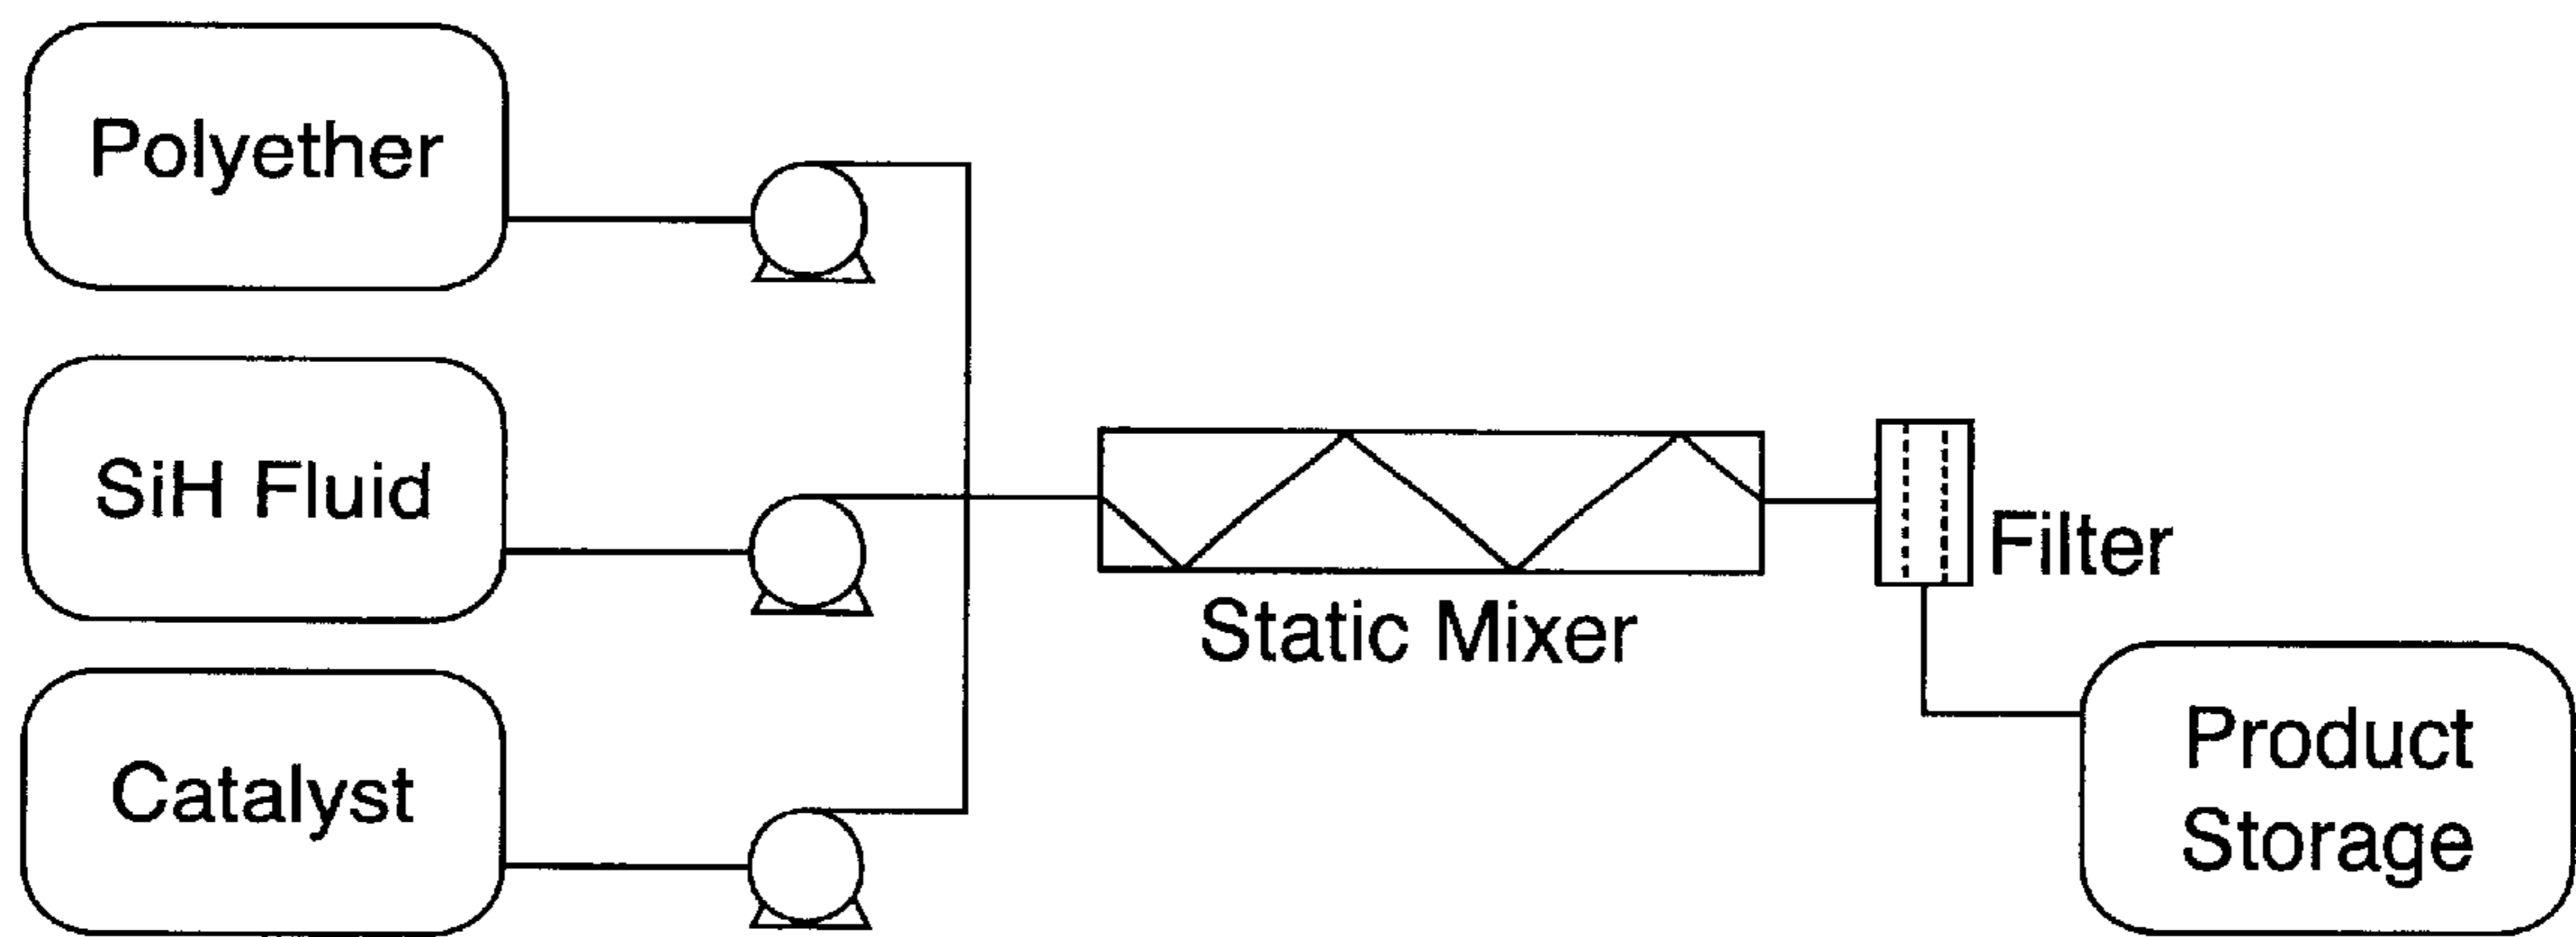 Polyether
SiH Fluid
Catalyst
Static Mixer
Filter
Product
Storage